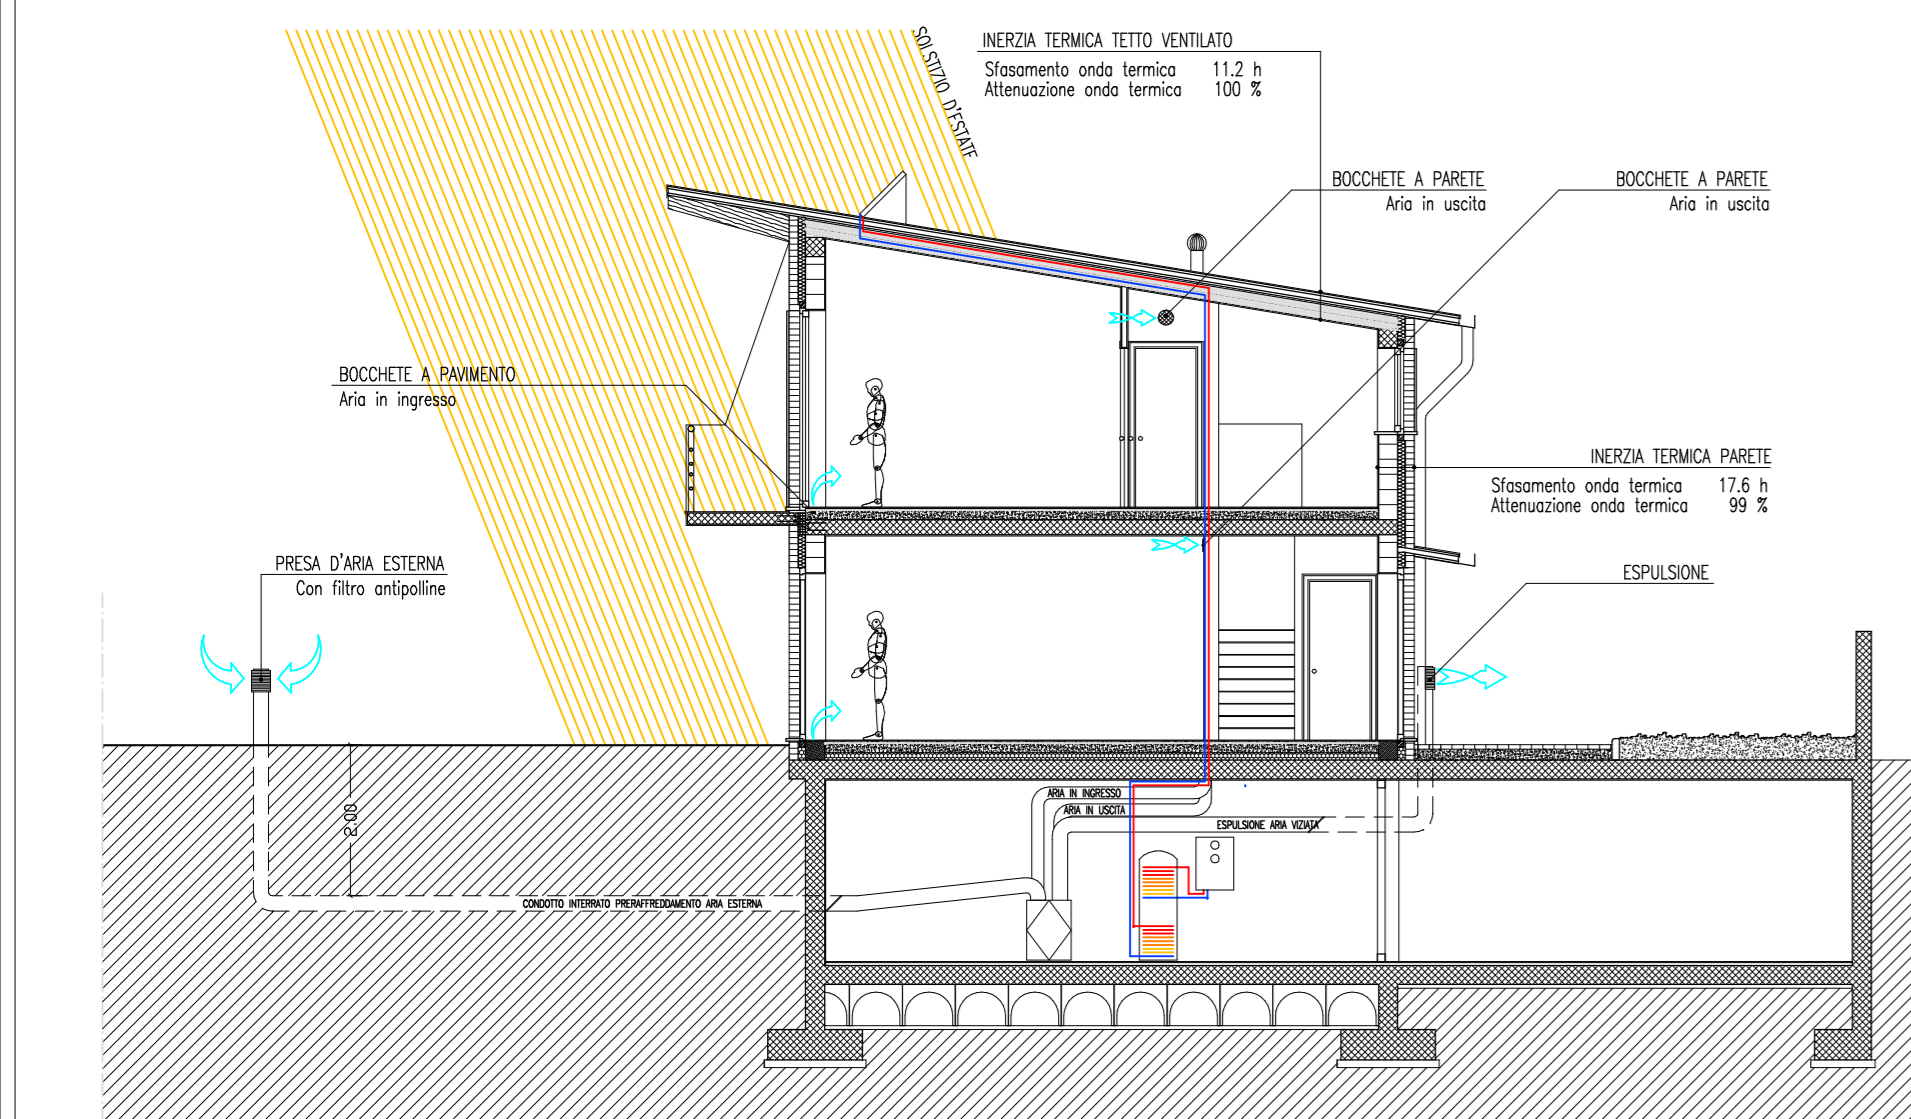 SOLSTIZIO D'ESTATE
INERZIA TERMICA TETTO VENTILATO
Sfasamento onda termica 11.2 h
Attenuazione onda termica 100 %
BOCCHETE A PARETE
Aria in uscita
BOCCHETE A PARETE
Aria in uscita
BOCCHETE A PAVIMENTO
Aria in ingresso
INERZIA TERMICA PARETE
Sfasamento onda termica 17.6 h
Attenuazione onda termica 99 %
PRESA D'ARIA ESTERNA
Con filtro antipolline
ESPULSIONE
2.00
ARIA IN INGRESSO
ARIA IN USCITA
ESPULSIONE ARIA VIZIATA
CONDOTTO INTERRATO PRERAFFREDDAMENTO ARIA ESTERNA